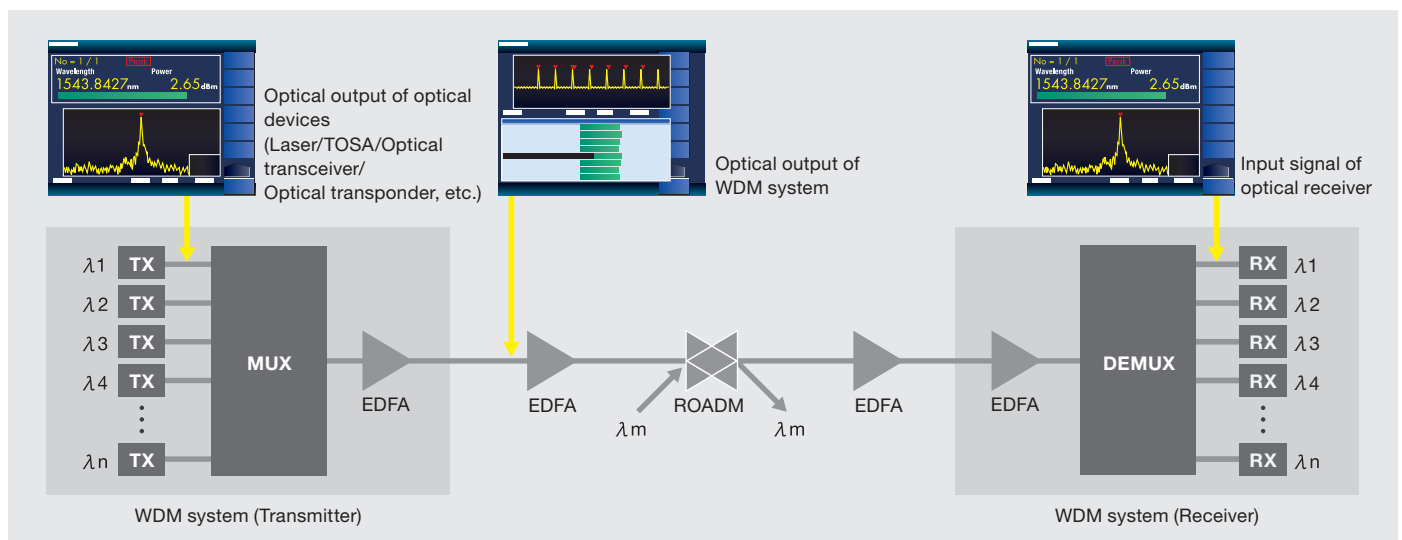 No = 1 / 1 Peak
Wavelength Power
1543.8427nm 2.65dBm
Optical output of optical
devices
(Laser/TOSA/Optical
transceiver/
Optical transponder, etc.)
Optical output of
WDM system
No = 1 / 1 Peak
Wavelength Power
1543.8427nm 2.65dBm
Input signal of
optical receiver
λ1 TX
λ2 TX
λ3 TX
λ4 TX
λn TX
MUX
EDFA
EDFA
ROADM
λm
λm
EDFA
EDFA
DEMUX
RX λ1
RX λ2
RX λ3
RX λ4
RX λn
WDM system (Transmitter)
WDM system (Receiver)